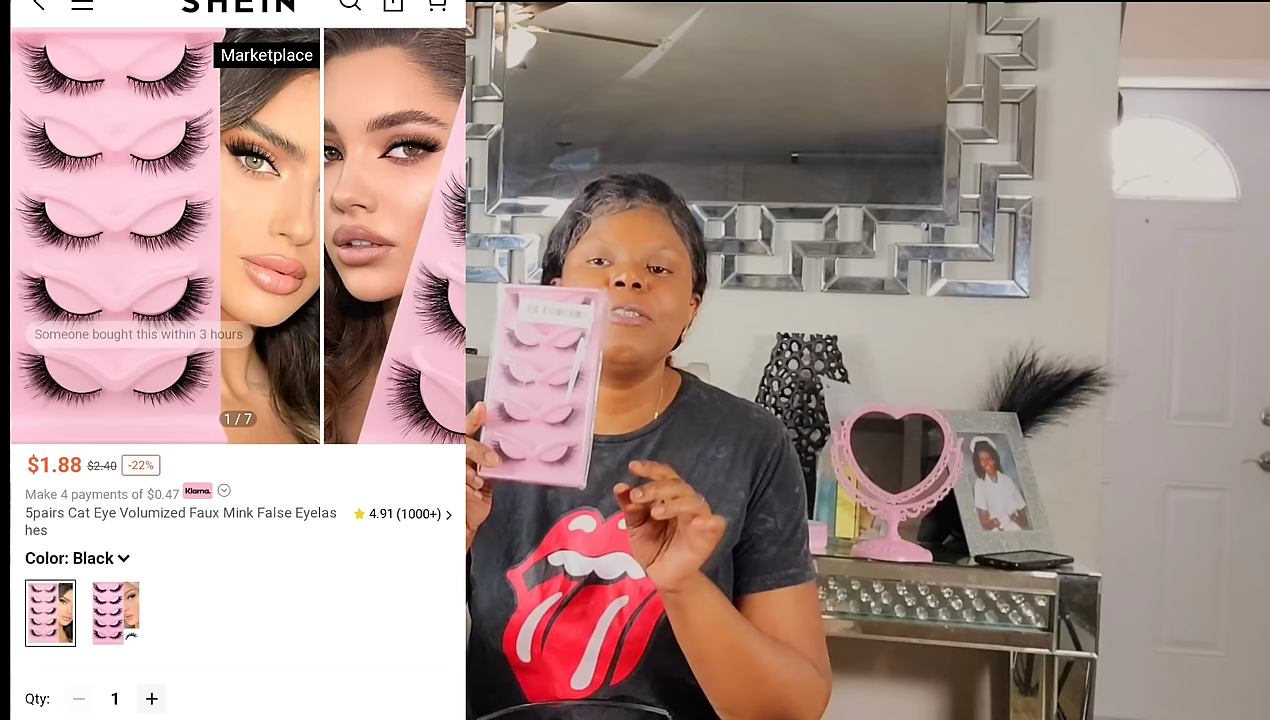 SHEIN
Marketplace
Someone bought this within 3 hours
1 / 7
$1.88 $2.40 -22%
Make 4 payments of $0.47 Klarna.
5pairs Cat Eye Volumized Faux Mink False Eyelas
hes
4.91 (1000+)
Color: Black
Qty: 1